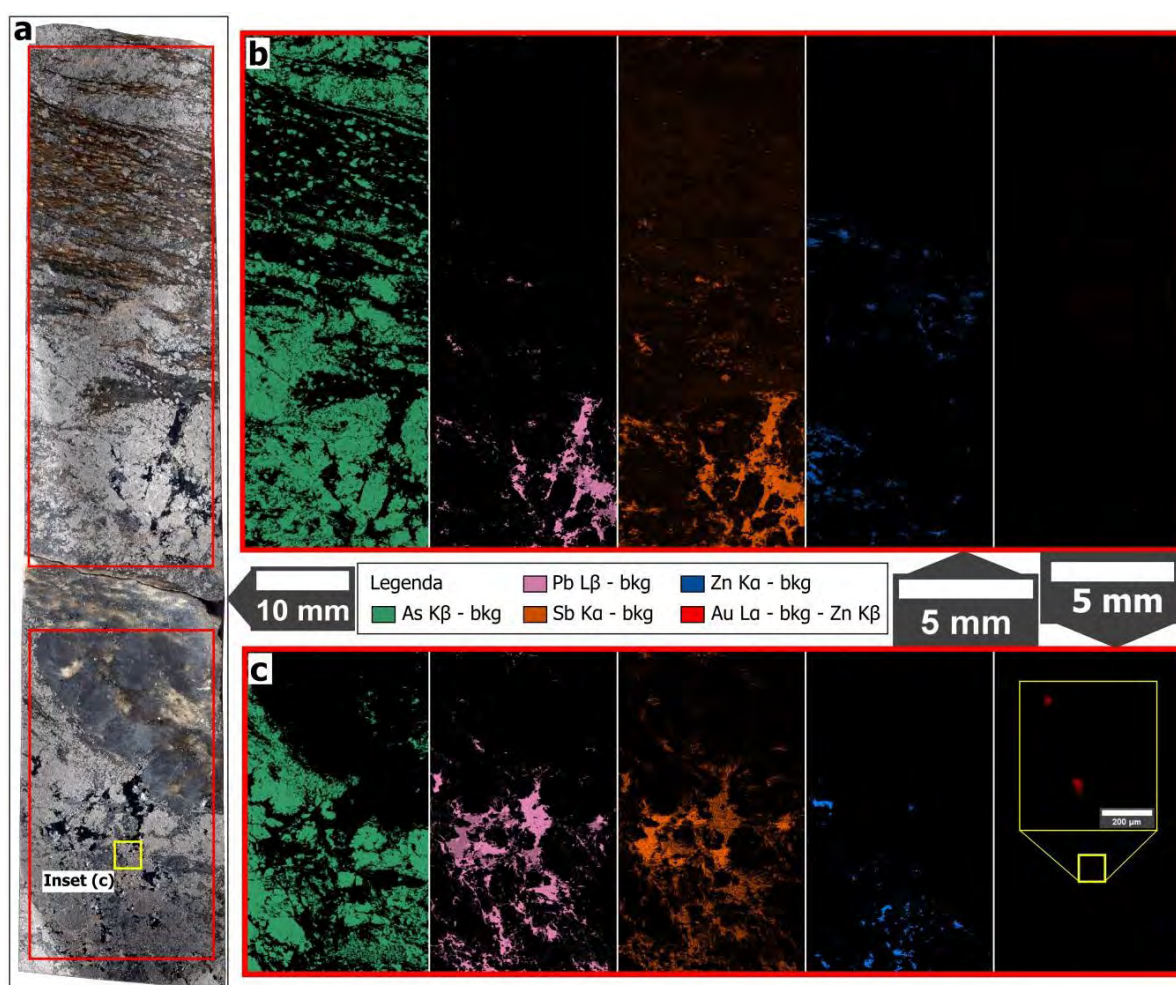 a
b
10 mm
Legenda
Pb Lβ - bkg
Zn Kα - bkg
As Kβ - bkg
Sb Kα - bkg
Au Lα - bkg - Zn Kβ
5 mm
5 mm
c
200 µm
Inset (c)